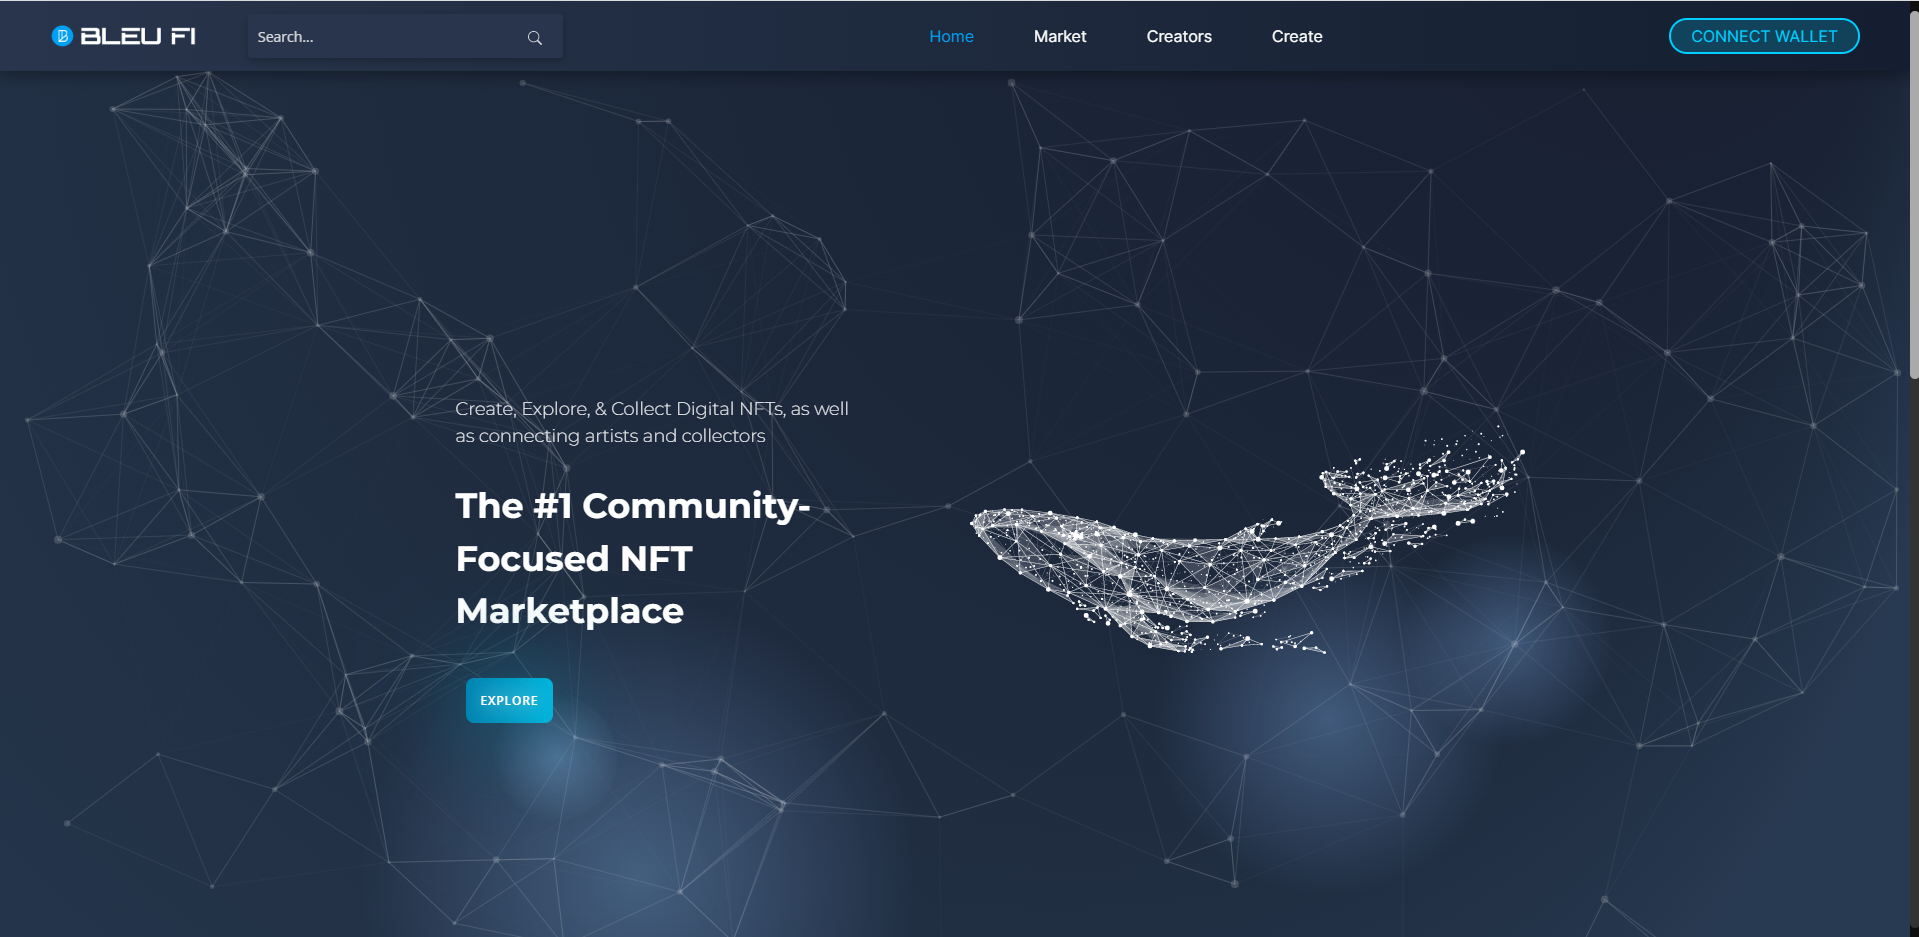 BLEU FI
Search...
Home
Market
Creators
Create
CONNECT WALLET
Create, Explore, & Collect Digital NFTs, as well
as connecting artists and collectors
The #1 Community-
Focused NFT
Marketplace
EXPLORE